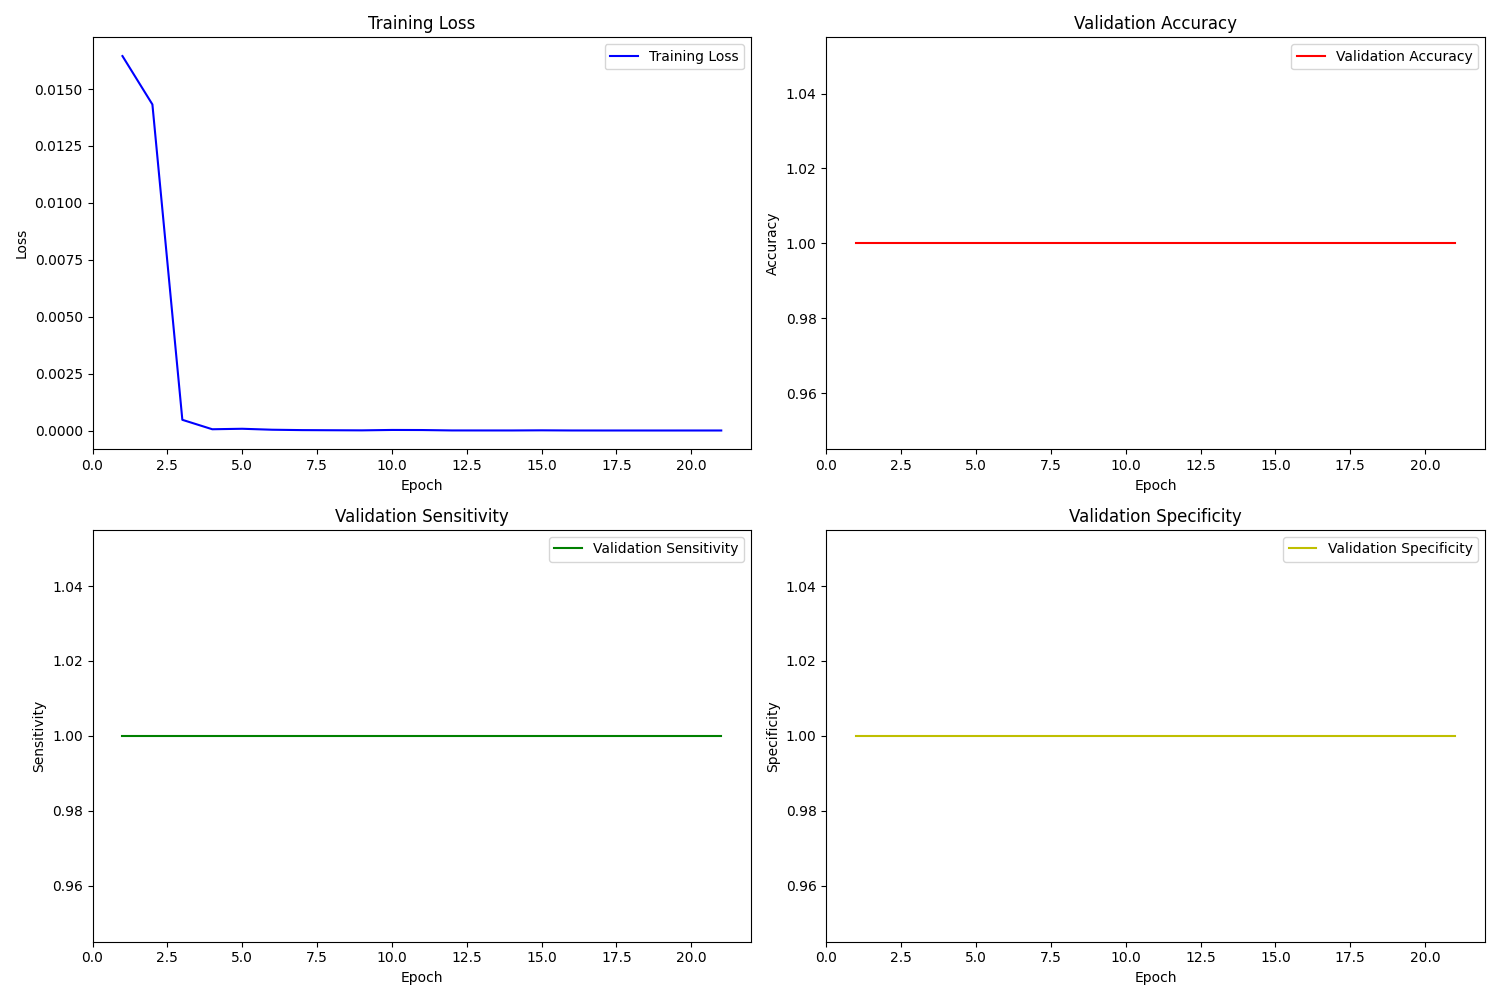 Training Loss
Training Loss
0.0150
0.0125
0.0100
0.0075
0.0050
0.0025
0.0000
Loss
0.0 2.5 5.0 7.5 10.0 12.5 15.0 17.5 20.0
Epoch
Validation Accuracy
Validation Accuracy
1.04
1.02
1.00
0.98
0.96
Accuracy
0.0 2.5 5.0 7.5 10.0 12.5 15.0 17.5 20.0
Epoch
Validation Sensitivity
Validation Sensitivity
1.04
1.02
1.00
0.98
0.96
Sensitivity
0.0 2.5 5.0 7.5 10.0 12.5 15.0 17.5 20.0
Epoch
Validation Specificity
Validation Specificity
1.04
1.02
1.00
0.98
0.96
Specificity
0.0 2.5 5.0 7.5 10.0 12.5 15.0 17.5 20.0
Epoch